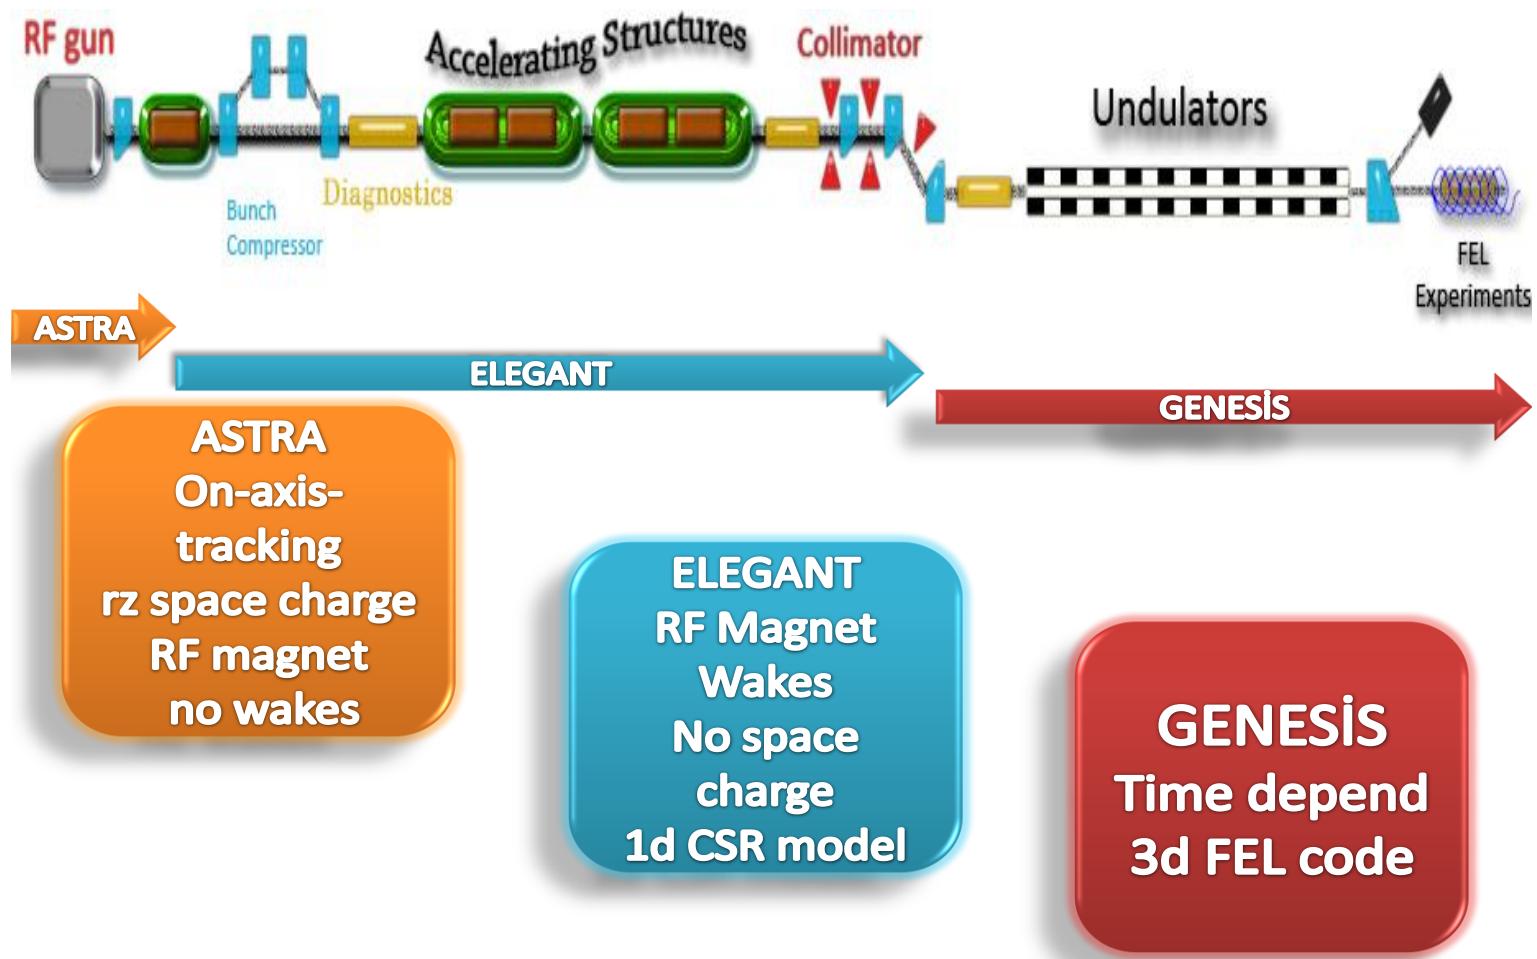 RF gun
Accelerating Structures
Collimator
Undulators
Diagnostics
Bunch
Compressor
FEL
Experiments
ASTRA
ELEGANT
GENESİS
ASTRA
On-axis-
tracking
rz space charge
RF magnet
no wakes
ELEGANT
RF Magnet
Wakes
No space
charge
1d CSR model
GENESİS
Time depend
3d FEL code